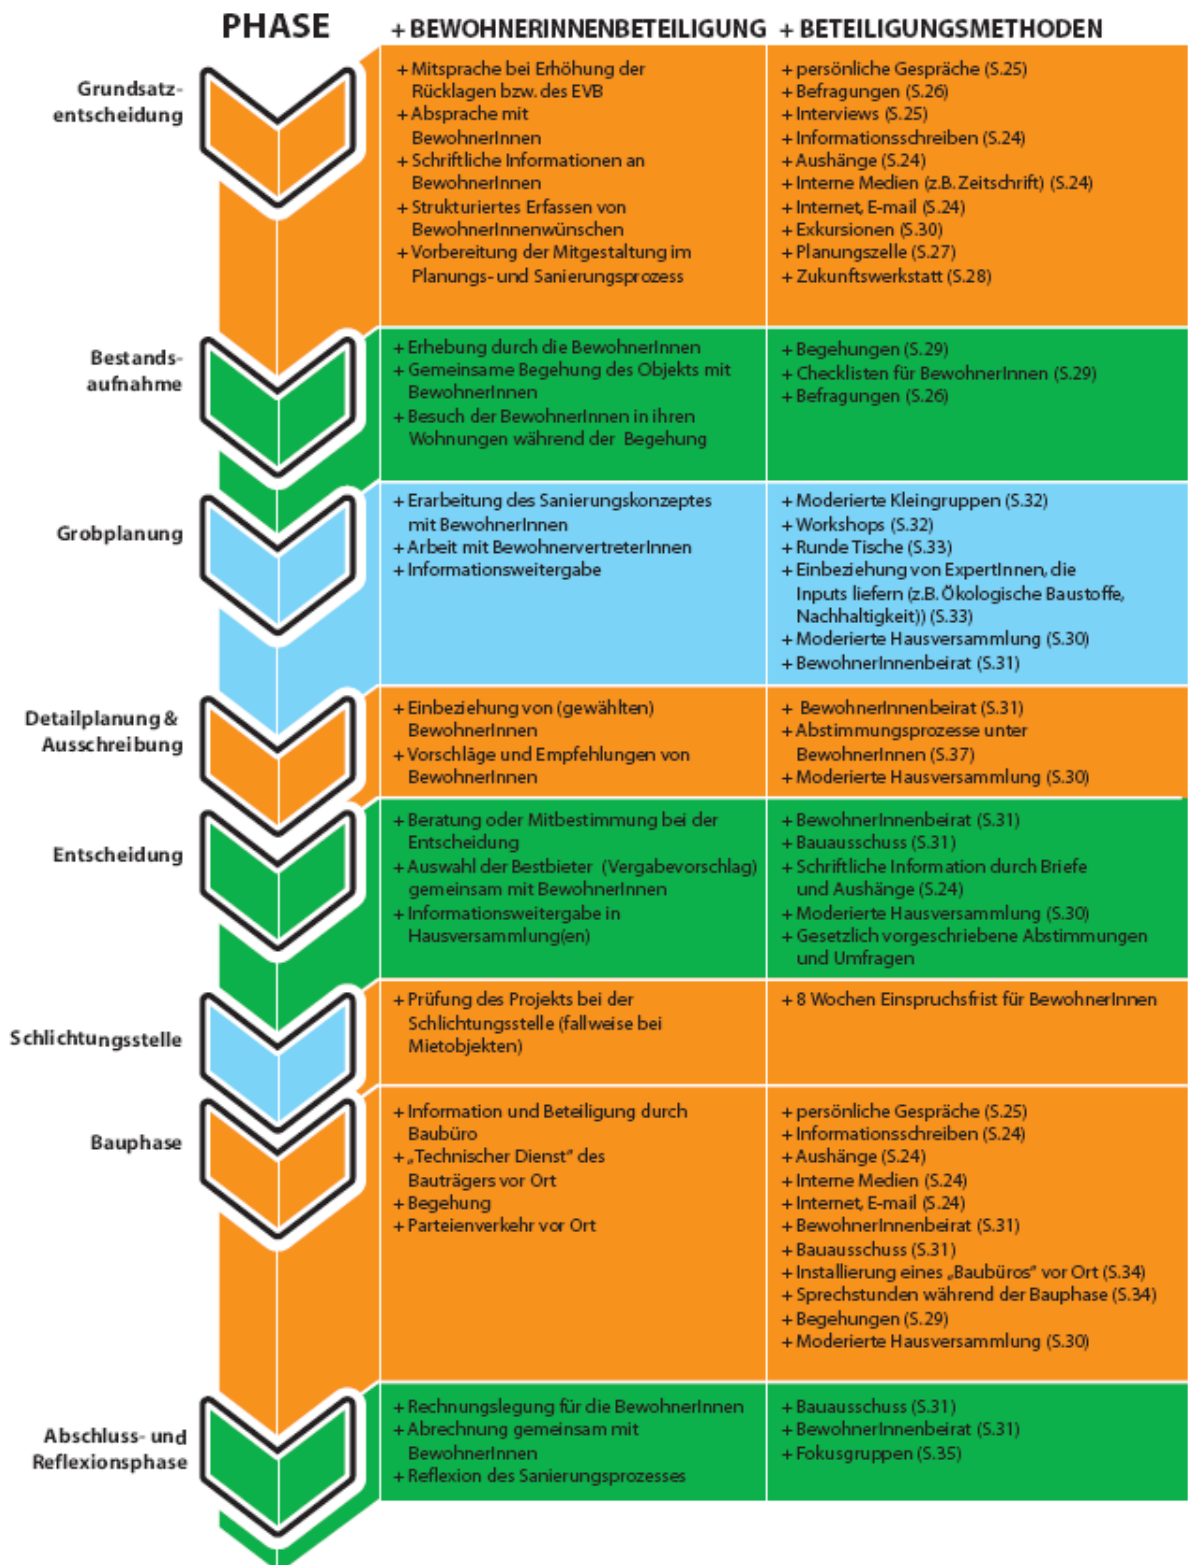 PHASE
+ BEWOHNERINNENBETEILIGUNG
+ BETEILIGUNGSMETHODEN
Grundsatz-
entscheidung
+ Mitsprache bei Erhöhung der
Rücklagen bzw. des EVB
+ Absprache mit
BewohnerInnen
+ Schriftliche Informationen an
BewohnerInnen
+ Strukturiertes Erfassen von
BewohnerInnenwünschen
+ Vorbereitung der Mitgestaltung im
Planungs- und Sanierungsprozess
+ persönliche Gespräche (S.25)
+ Befragungen (S.26)
+ Interviews (S.25)
+ Informationsschreiben (S.24)
+ Aushänge (S.24)
+ Interne Medien (z.B. Zeitschrift) (S.24)
+ Internet, E-mail (S.24)
+ Exkursionen (S.30)
+ Planungszelle (S.27)
+ Zukunftswerkstatt (S.28)
Bestands-
aufnahme
+ Erhebung durch die BewohnerInnen
+ Gemeinsame Begehung des Objekts mit
BewohnerInnen
+ Besuch der BewohnerInnen in ihren
Wohnungen während der Begehung
+ Begehungen (S.29)
+ Checklisten für BewohnerInnen (S.29)
+ Befragungen (S.26)
Grobplanung
+ Erarbeitung des Sanierungskonzeptes
mit BewohnerInnen
+ Arbeit mit BewohnervertreterInnen
+ Informationsweitergabe
+ Moderierte Kleingruppen (S.32)
+ Workshops (S.32)
+ Runde Tische (S.33)
+ Einbeziehung von ExpertInnen, die
Inputs liefern (z.B. Ökologische Baustoffe,
Nachhaltigkeit)) (S.33)
+ Moderierte Hausversammlung (S.30)
+ BewohnerInnenbeirat (S.31)
Detailplanung &
Ausschreibung
+ Einbeziehung von (gewählten)
BewohnerInnen
+ Vorschläge und Empfehlungen von
BewohnerInnen
+ BewohnerInnenbeirat (S.31)
+ Abstimmungsprozesse unter
BewohnerInnen (S.37)
+ Moderierte Hausversammlung (S.30)
Entscheidung
+ Beratung oder Mitbestimmung bei der
Entscheidung
+ Auswahl der Bestbieter (Vergabevorschlag)
gemeinsam mit BewohnerInnen
+ Informationsweitergabe in
Hausversammlung(en)
+ BewohnerInnenbeirat (S.31)
+ Bauausschuss (S.31)
+ Schriftliche Information durch Briefe
und Aushänge (S.24)
+ Moderierte Hausversammlung (S.30)
+ Gesetzlich vorgeschriebene Abstimmungen
und Umfragen
Schlichtungsstelle
+ Prüfung des Projekts bei der
Schlichtungsstelle (fallweise bei
Mietobjekten)
+ 8 Wochen Einspruchsfrist für BewohnerInnen
Bauphase
+ Information und Beteiligung durch
Baubüro
+ „Technischer Dienst" des
Bauträgers vor Ort
+ Begehung
+ Parteienverkehr vor Ort
+ persönliche Gespräche (S.25)
+ Informationsschreiben (S.24)
+ Aushänge (S.24)
+ Interne Medien (S.24)
+ Internet, E-mail (S.24)
+ BewohnerInnenbeirat (S.31)
+ Bauausschuss (S.31)
+ Installierung eines „Baubüros" vor Ort (S.34)
+ Sprechstunden während der Bauphase (S.34)
+ Begehungen (S.29)
+ Moderierte Hausversammlung (S.30)
Abschluss- und
Reflexionsphase
+ Rechnungslegung für die BewohnerInnen
+ Abrechnung gemeinsam mit
BewohnerInnen
+ Reflexion des Sanierungsprozesses
+ Bauausschuss (S.31)
+ BewohnerInnenbeirat (S.31)
+ Fokusgruppen (S.35)